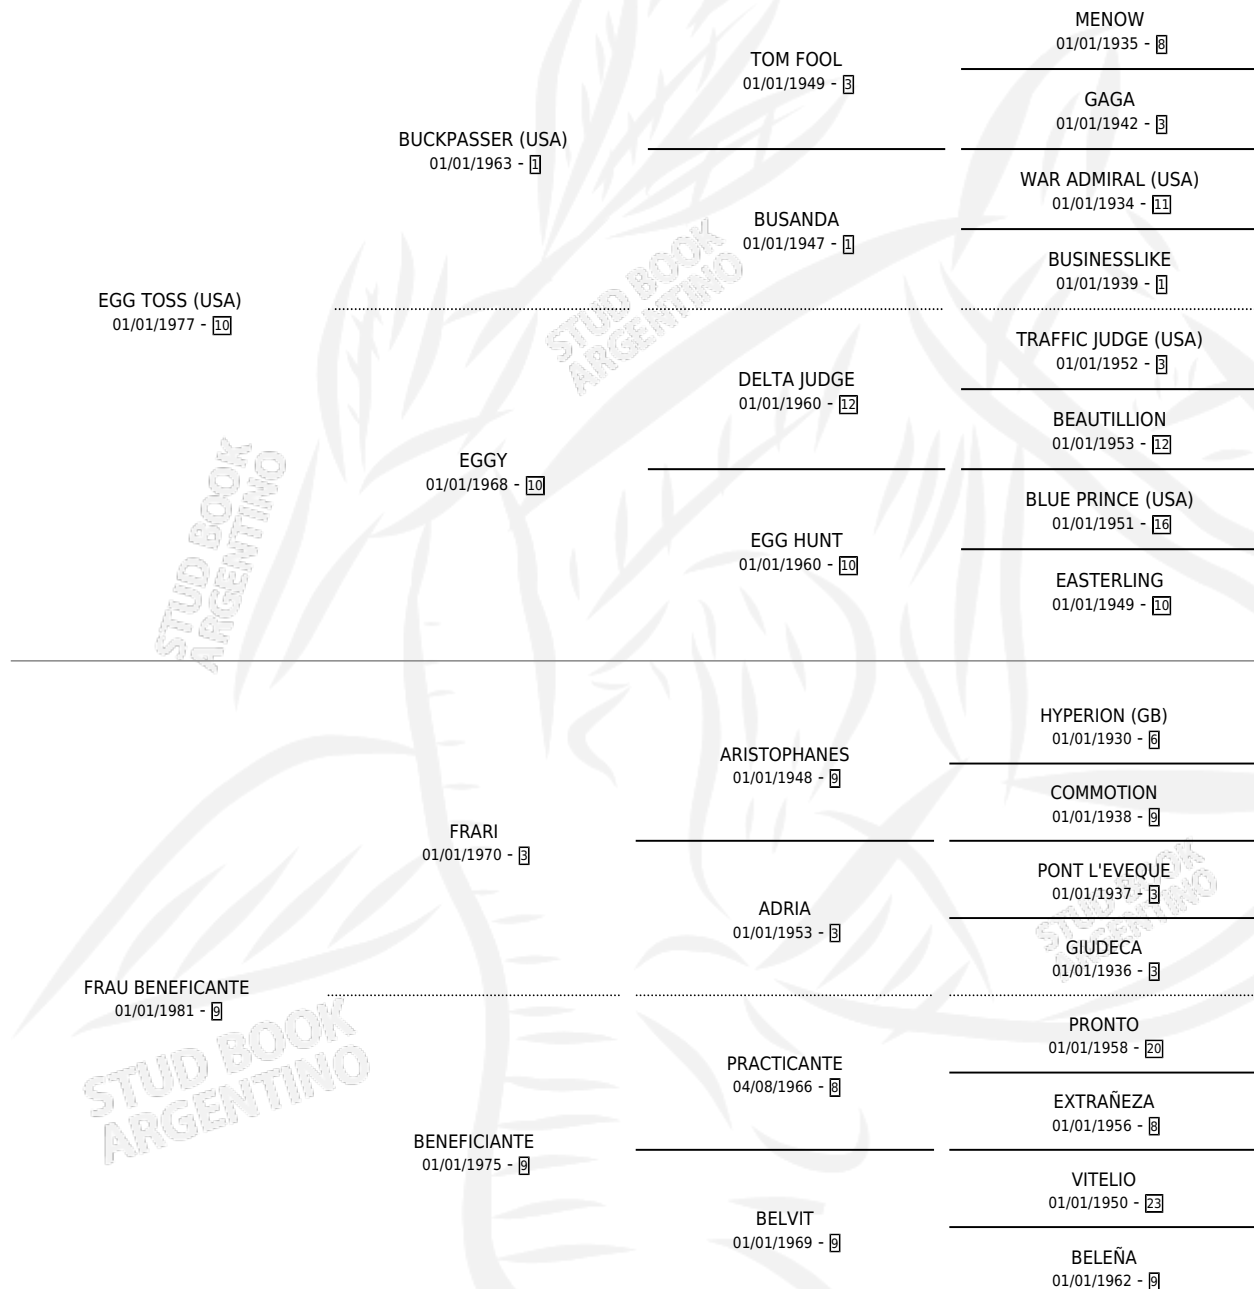 MENOW
01/01/1935 - 8
TOM FOOL
01/01/1949 - 3
GAGA
01/01/1942 - 3
BUCKPASSER (USA)
01/01/1963 - 1
WAR ADMIRAL (USA)
01/01/1934 - 11
BUSANDA
01/01/1947 - 1
BUSINESSLIKE
01/01/1939 - 1
EGG TOSS (USA)
01/01/1977 - 10
TRAFFIC JUDGE (USA)
01/01/1952 - 3
DELTA JUDGE
01/01/1960 - 12
BEAUTILLION
01/01/1953 - 12
EGGY
01/01/1968 - 10
BLUE PRINCE (USA)
01/01/1951 - 16
EGG HUNT
01/01/1960 - 10
EASTERLING
01/01/1949 - 10
HYPERION (GB)
01/01/1930 - 6
ARISTOPHANES
01/01/1948 - 9
COMMOTION
01/01/1938 - 9
FRARI
01/01/1970 - 3
PONT L'EVEQUE
01/01/1937 - 3
ADRIA
01/01/1953 - 3
GIUDECA
01/01/1936 - 3
FRAU BENEFICANTE
01/01/1981 - 9
PRONTO
01/01/1958 - 20
PRACTICANTE
04/08/1966 - 8
EXTRAÑEZA
01/01/1956 - 8
BENEFICIANTE
01/01/1975 - 9
VITELIO
01/01/1950 - 23
BELVIT
01/01/1969 - 9
BELEÑA
01/01/1962 - 9
STUD BOOK
ARGENTINO
STUD BOOK
ARGENTINO
STUD BOOK
ARGENTINO
STUD BOOK
ARGENTINO